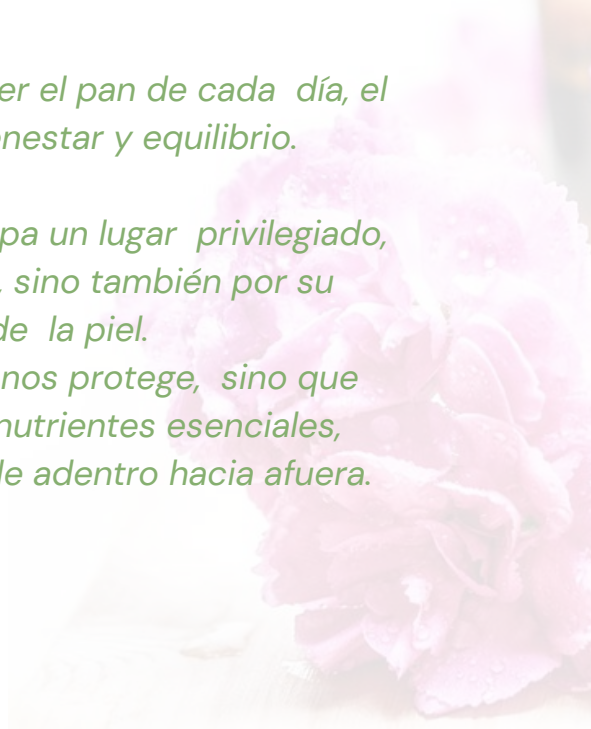 er el pan de cada día, el
nestar y equilibrio.
pa un lugar privilegiado,
, sino también por su
de la piel.
nos protege, sino que
nutrientes esenciales,
le adentro hacia afuera.